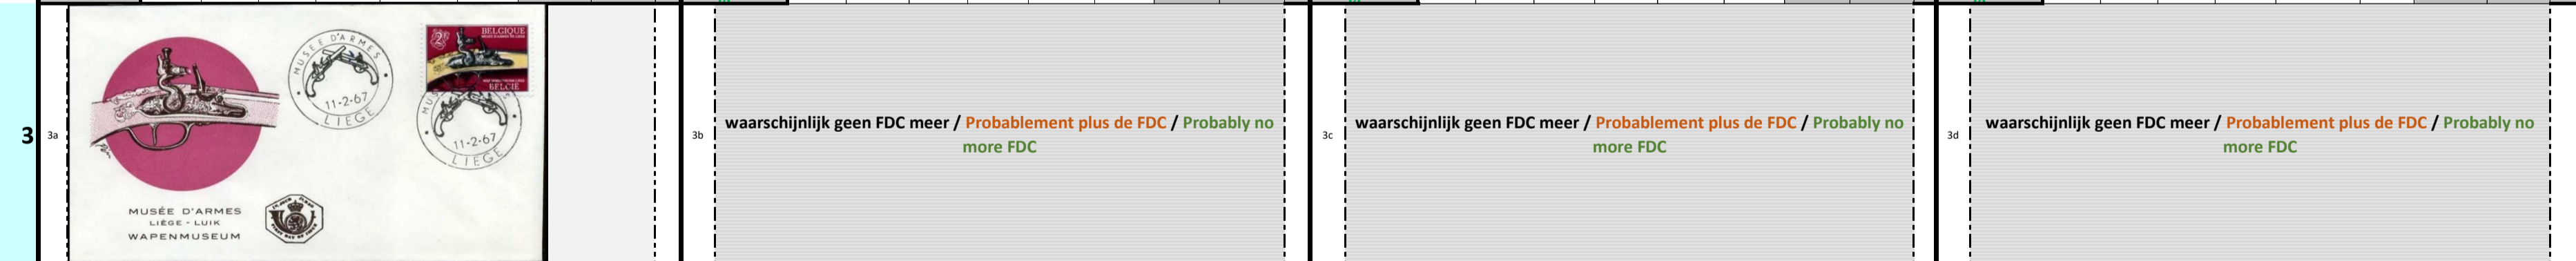 3
3a
MUSÉE D'ARMES
11-2-67
LIEGE
2F
BELGIQUE
BELGIË
11-2-67
LIEGE
MUSÉE D'ARMES
LIÈGE - LUIK
WAPENMUSEUM
3b
waarschijnlijk geen FDC meer / Probablement plus de FDC / Probably no
more FDC
3c
waarschijnlijk geen FDC meer / Probablement plus de FDC / Probably no
more FDC
3d
waarschijnlijk geen FDC meer / Probablement plus de FDC / Probably no
more FDC